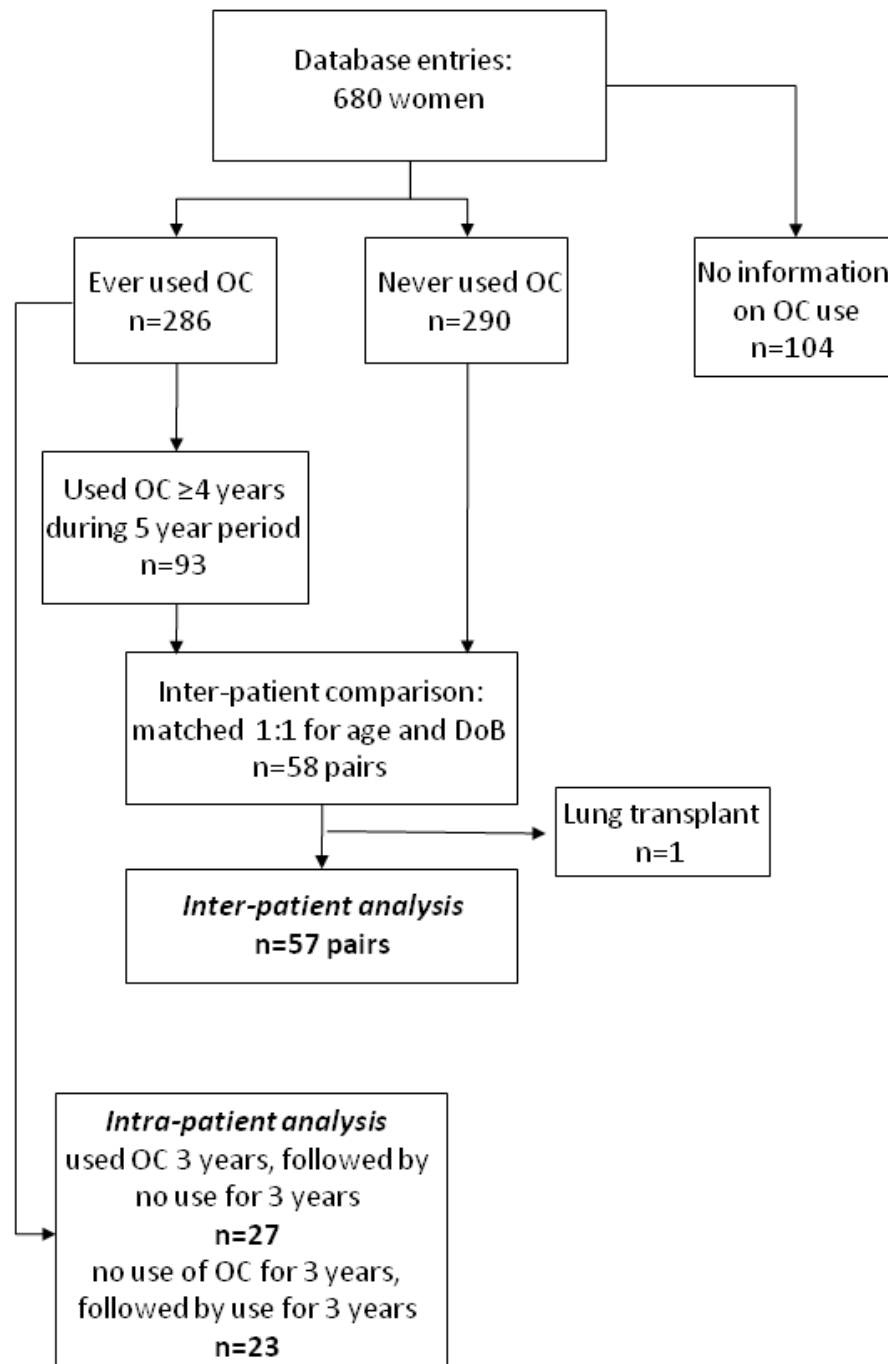 Database entries:
680 women
Ever used OC
n=286
Never used OC
n=290
No information
on OC use
n=104
Used OC ≥4 years
during 5 year period
n=93
Inter-patient comparison:
matched 1:1 for age and DoB
n=58 pairs
Lung transplant
n=1
Inter-patient analysis
n=57 pairs
Intra-patient analysis
used OC 3 years, followed by
no use for 3 years
n=27
no use of OC for 3 years,
followed by use for 3 years
n=23